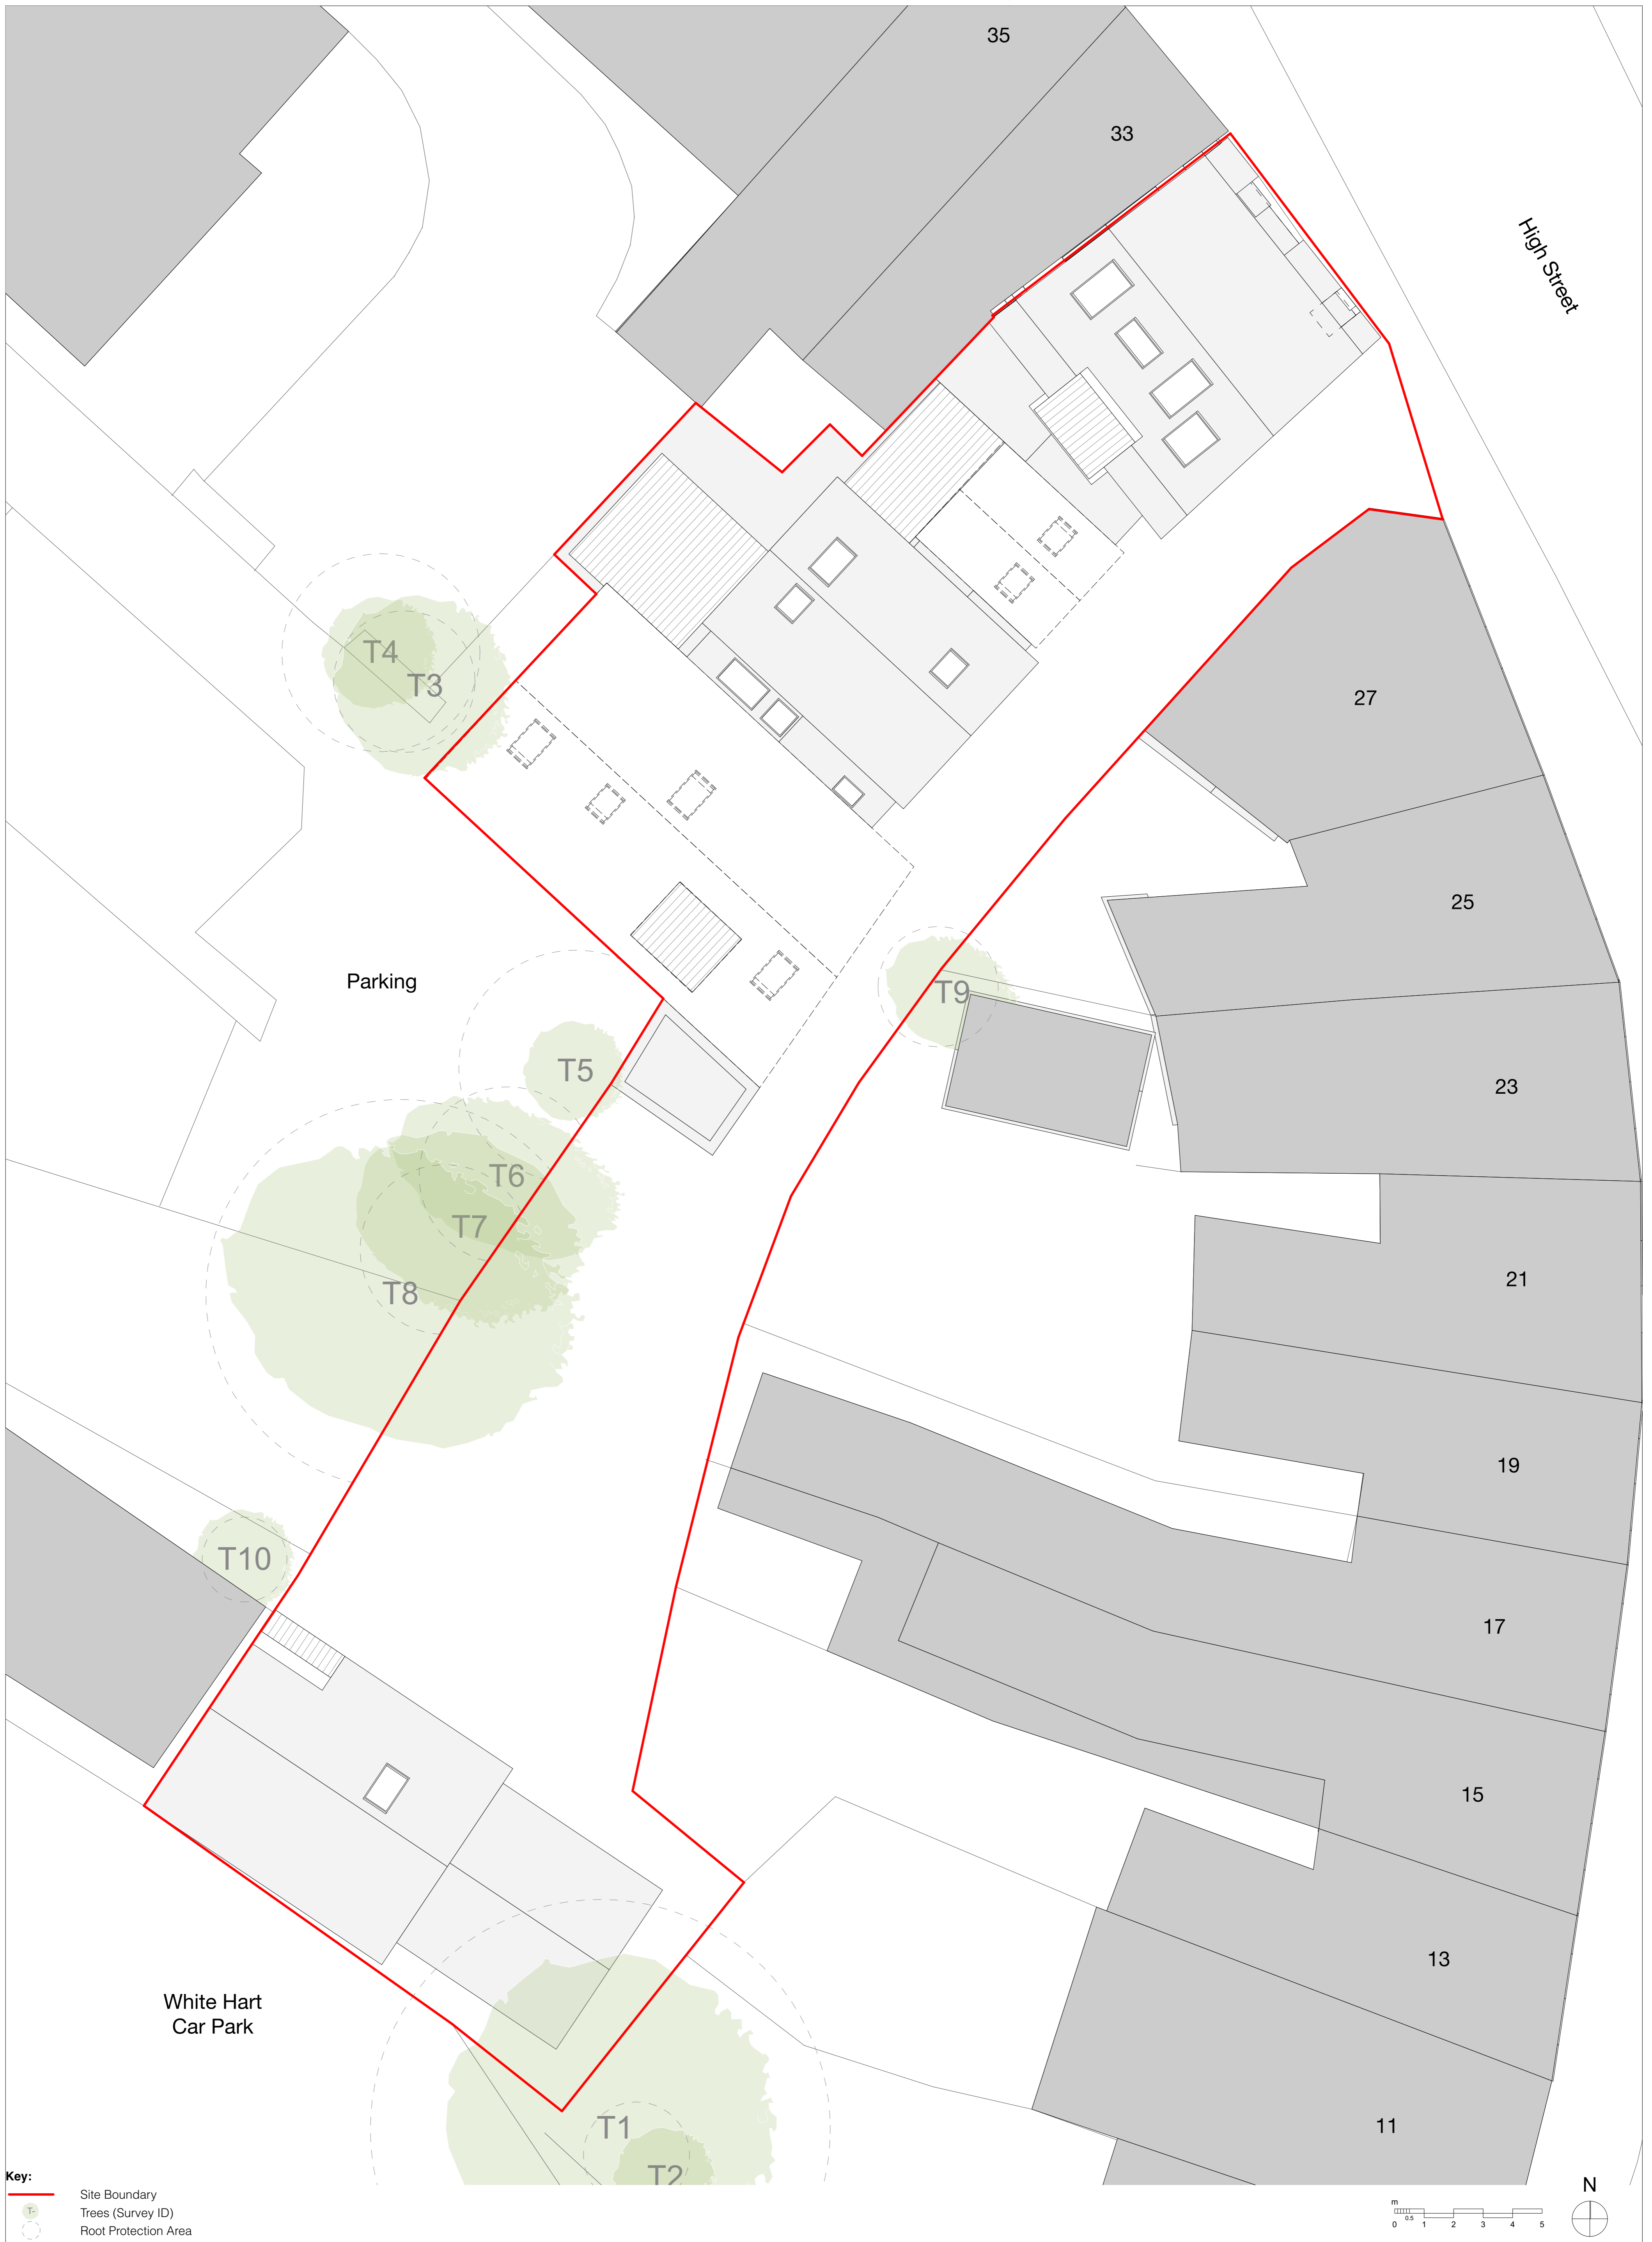 35
33
High Street
27
T4
T3
25
Parking
T9
T5
23
T6
T7
T8
21
19
T10
17
15
13
White Hart
Car Park
T1
T2
11
Key:
Site Boundary
T-
Trees (Survey ID)
Root Protection Area
m
0 0.5 1 2 3 4 5
N